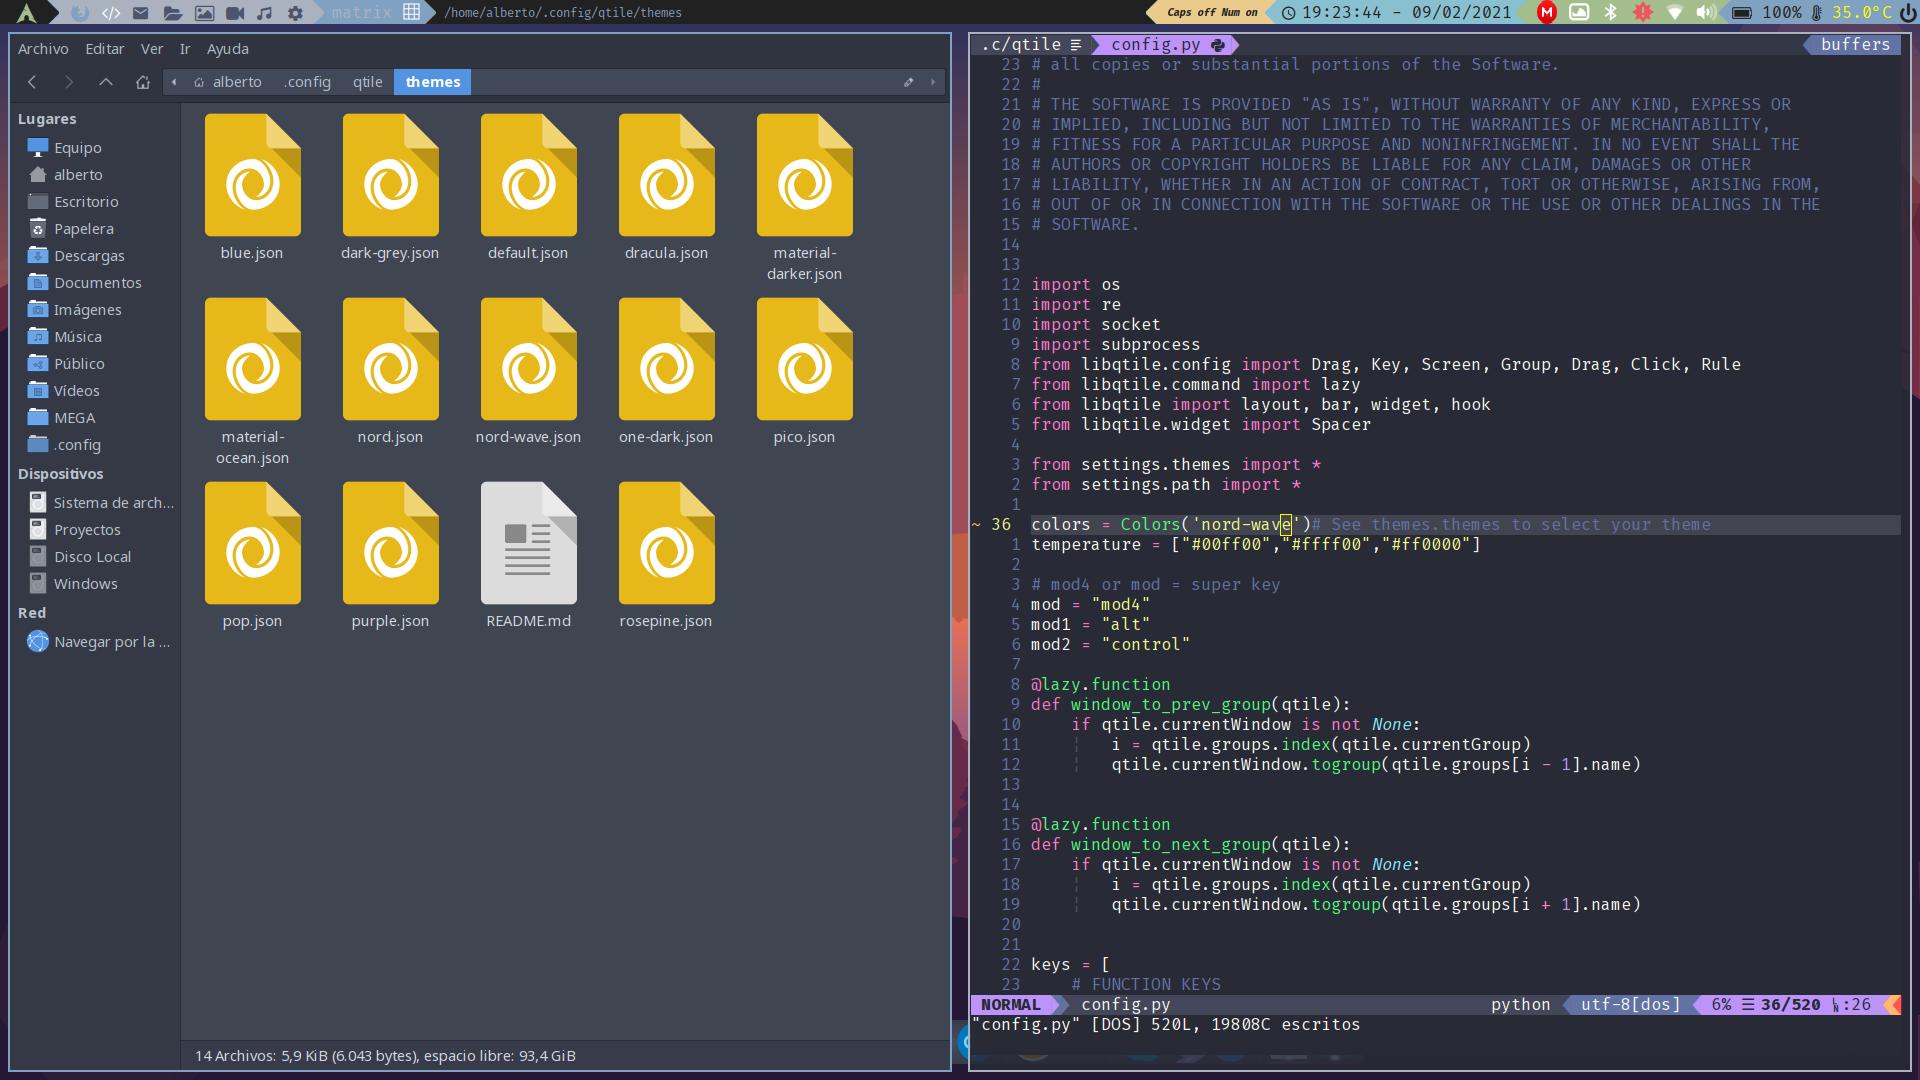 matrix
/home/alberto/.config/qtile/themes
Caps off Num on
19:23:44 - 09/02/2021
M
100%
35.0°C
Archivo Editar Ver Ir Ayuda
alberto .config qtile themes
Lugares
Equipo
alberto
Escritorio
Papelera
Descargas
Documentos
Imágenes
Música
Público
Vídeos
MEGA
.config
Dispositivos
Sistema de arch...
Proyectos
Disco Local
Windows
Red
Navegar por la ...
blue.json
dark-grey.json
default.json
dracula.json
material-
darker.json
material-
ocean.json
nord.json
nord-wave.json
one-dark.json
pico.json
pop.json
purple.json
README.md
rosepine.json
14 Archivos: 5,9 KiB (6.043 bytes), espacio libre: 93,4 GiB
.c/qtile config.py buffers
23 # all copies or substantial portions of the Software.
22 #
21 # THE SOFTWARE IS PROVIDED "AS IS", WITHOUT WARRANTY OF ANY KIND, EXPRESS OR
20 # IMPLIED, INCLUDING BUT NOT LIMITED TO THE WARRANTIES OF MERCHANTABILITY,
19 # FITNESS FOR A PARTICULAR PURPOSE AND NONINFRINGEMENT. IN NO EVENT SHALL THE
18 # AUTHORS OR COPYRIGHT HOLDERS BE LIABLE FOR ANY CLAIM, DAMAGES OR OTHER
17 # LIABILITY, WHETHER IN AN ACTION OF CONTRACT, TORT OR OTHERWISE, ARISING FROM,
16 # OUT OF OR IN CONNECTION WITH THE SOFTWARE OR THE USE OR OTHER DEALINGS IN THE
15 # SOFTWARE.
14
13
12 import os
11 import re
10 import socket
9 import subprocess
8 from libqtile.config import Drag, Key, Screen, Group, Drag, Click, Rule
7 from libqtile.command import lazy
6 from libqtile import layout, bar, widget, hook
5 from libqtile.widget import Spacer
4
3 from settings.themes import *
2 from settings.path import *
1
~ 36 colors = Colors('nord-wave')# See themes.themes to select your theme
1 temperature = ["#00ff00","#ffff00","#ff0000"]
2
3 # mod4 or mod = super key
4 mod = "mod4"
5 mod1 = "alt"
6 mod2 = "control"
7
8 @lazy.function
9 def window_to_prev_group(qtile):
10 if qtile.currentWindow is not None:
11 ¦ i = qtile.groups.index(qtile.currentGroup)
12 ¦ qtile.currentWindow.togroup(qtile.groups[i - 1].name)
13
14
15 @lazy.function
16 def window_to_next_group(qtile):
17 if qtile.currentWindow is not None:
18 ¦ i = qtile.groups.index(qtile.currentGroup)
19 ¦ qtile.currentWindow.togroup(qtile.groups[i + 1].name)
20
21
22 keys = [
23 # FUNCTION KEYS
NORMAL config.py python utf-8[dos] 6% ☰ 36/520 :26
"config.py" [DOS] 520L, 19808C escritos